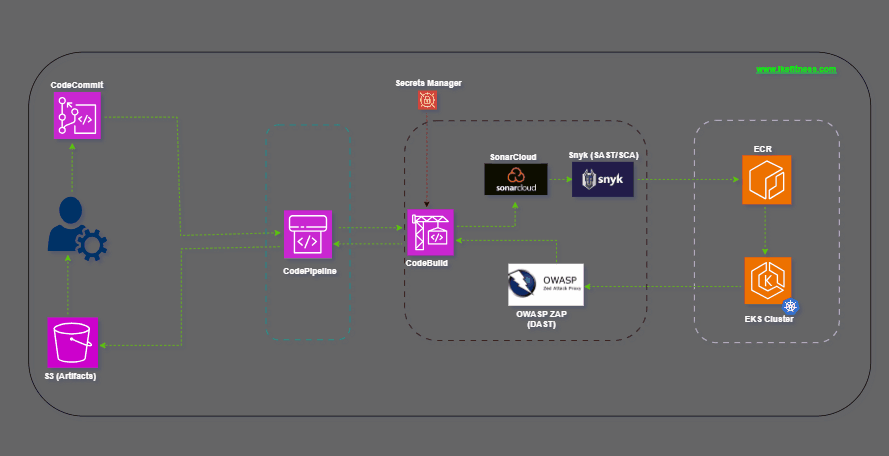 www.ikefitness.com
CodeCommit
Secrets Manager
SonarCloud
sonarcloud
Snyk (SAST/SCA)
snyk
ECR
CodePipeline
CodeBuild
OWASP
Zed Attack Proxy
OWASP ZAP
(DAST)
EKS Cluster
S3 (Artifacts)